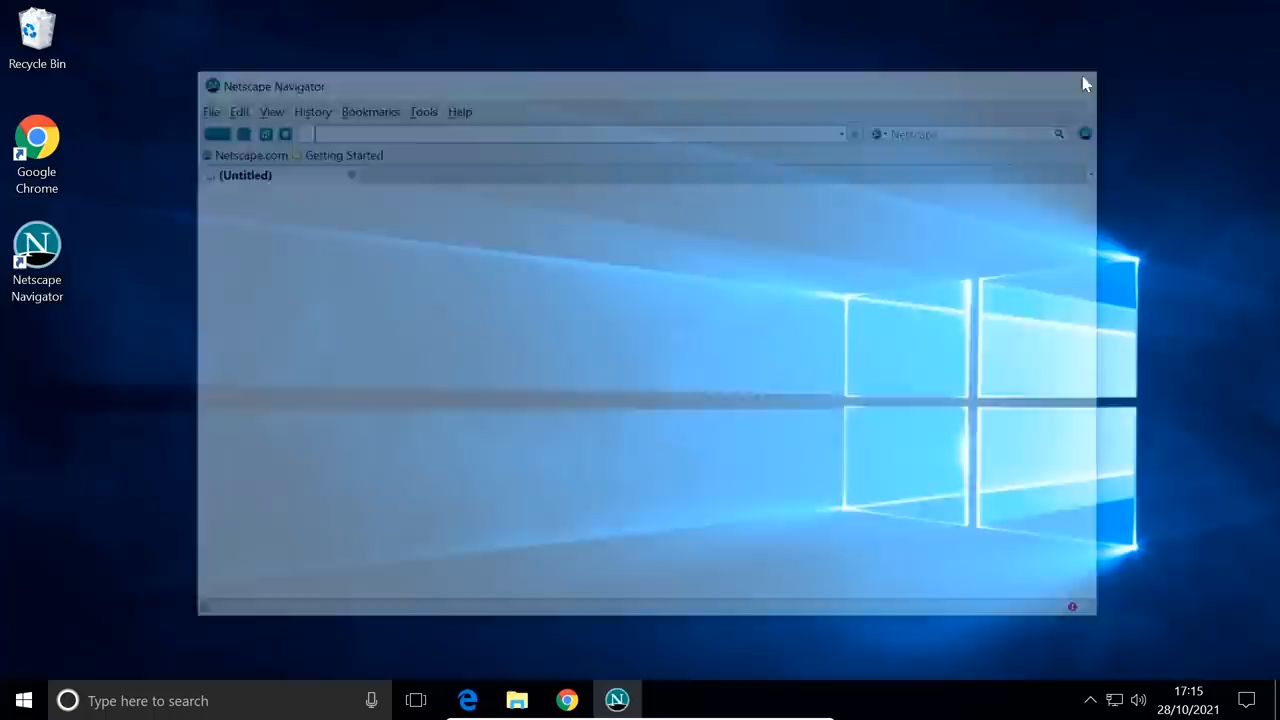 Recycle Bin
Google
Chrome
N
Netscape
Navigator
Netscape Navigator
File Edit View History Bookmarks Tools Help
Netscape
Netscape.com Getting Started
(Untitled)
Type here to search
N
17:15
28/10/2021